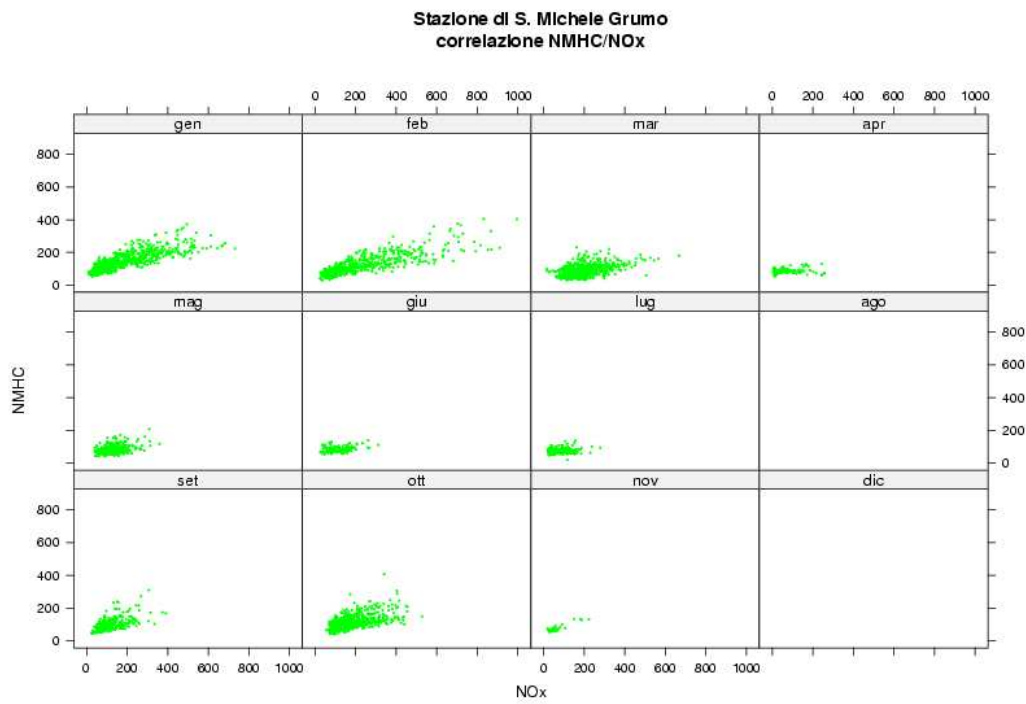 Stazione di S. Michele Grumo
correlazione NMHC/NOx
0 200 400 600 800 1000 0 200 400 600 800 1000
gen feb mar apr
800
600
400
200
0
mag giu lug ago
800
600
400
200
0
NMHC
set ott nov dic
800
600
400
200
0
0 200 400 600 800 1000 0 200 400 600 800 1000
NOx